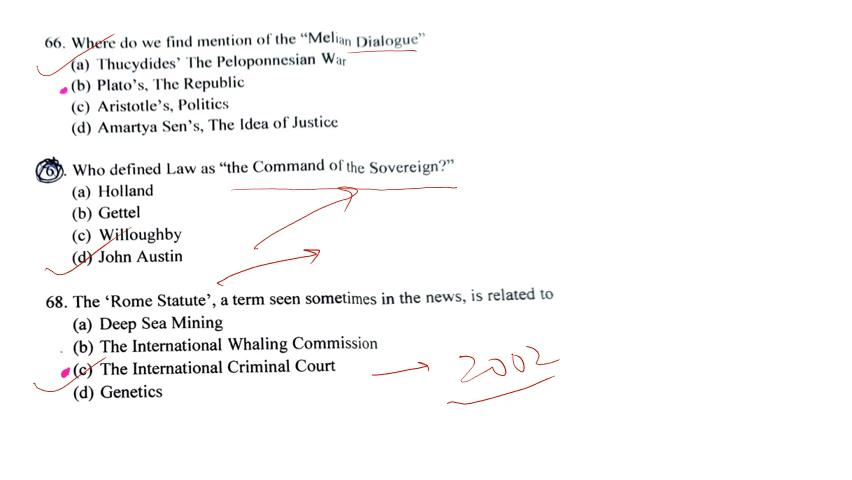 66. Where do we find mention of the “Melian Dialogue”
(a) Thucydides’ The Peloponnesian War
(b) Plato’s, The Republic
(c) Aristotle’s, Politics
(d) Amartya Sen’s, The Idea of Justice
67. Who defined Law as “the Command of the Sovereign?”
(a) Holland
(b) Gettel
(c) Willoughby
(d) John Austin
68. The ‘Rome Statute’, a term seen sometimes in the news, is related to
(a) Deep Sea Mining
(b) The International Whaling Commission
(c) The International Criminal Court
2002
(d) Genetics